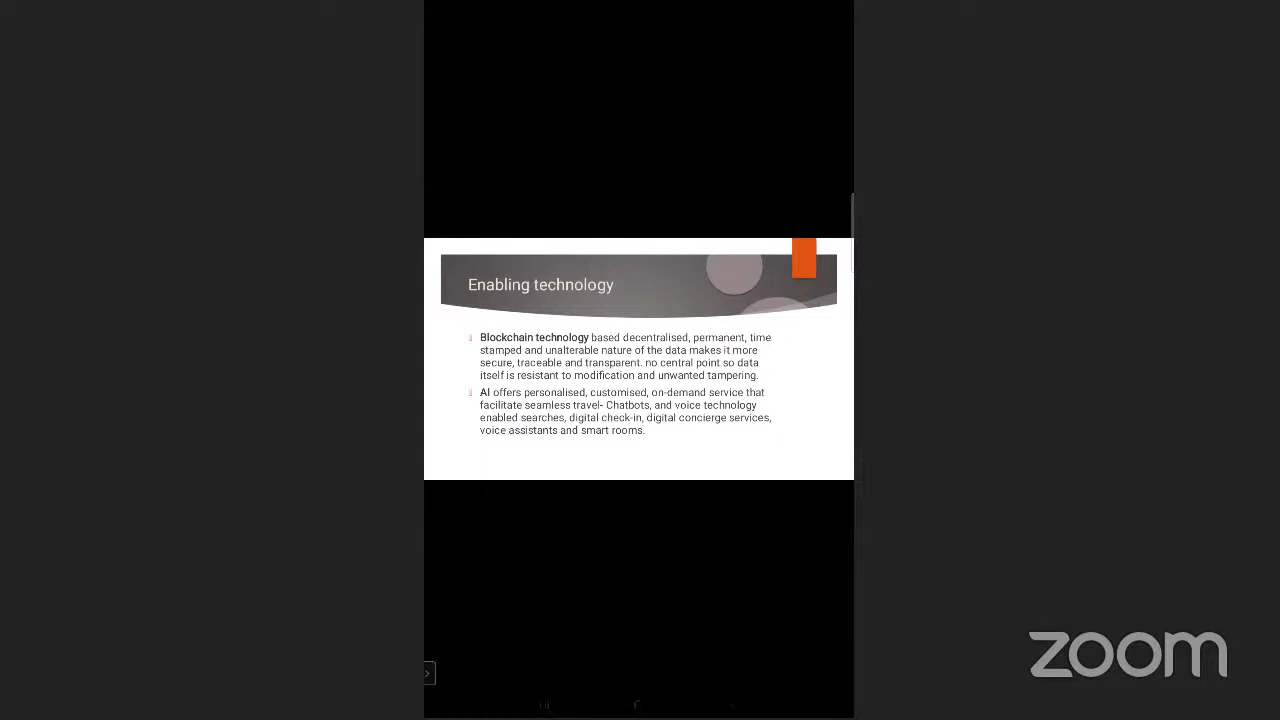 Enabling technology
Blockchain technology based decentralised, permanent, time
stamped and unalterable nature of the data makes it more
secure, traceable and transparent. no central point so data
itself is resistant to modification and unwanted tampering.
AI offers personalised, customised, on-demand service that
facilitate seamless travel- Chatbots, and voice technology
enabled searches, digital check-in, digital concierge services,
voice assistants and smart rooms.
zoom